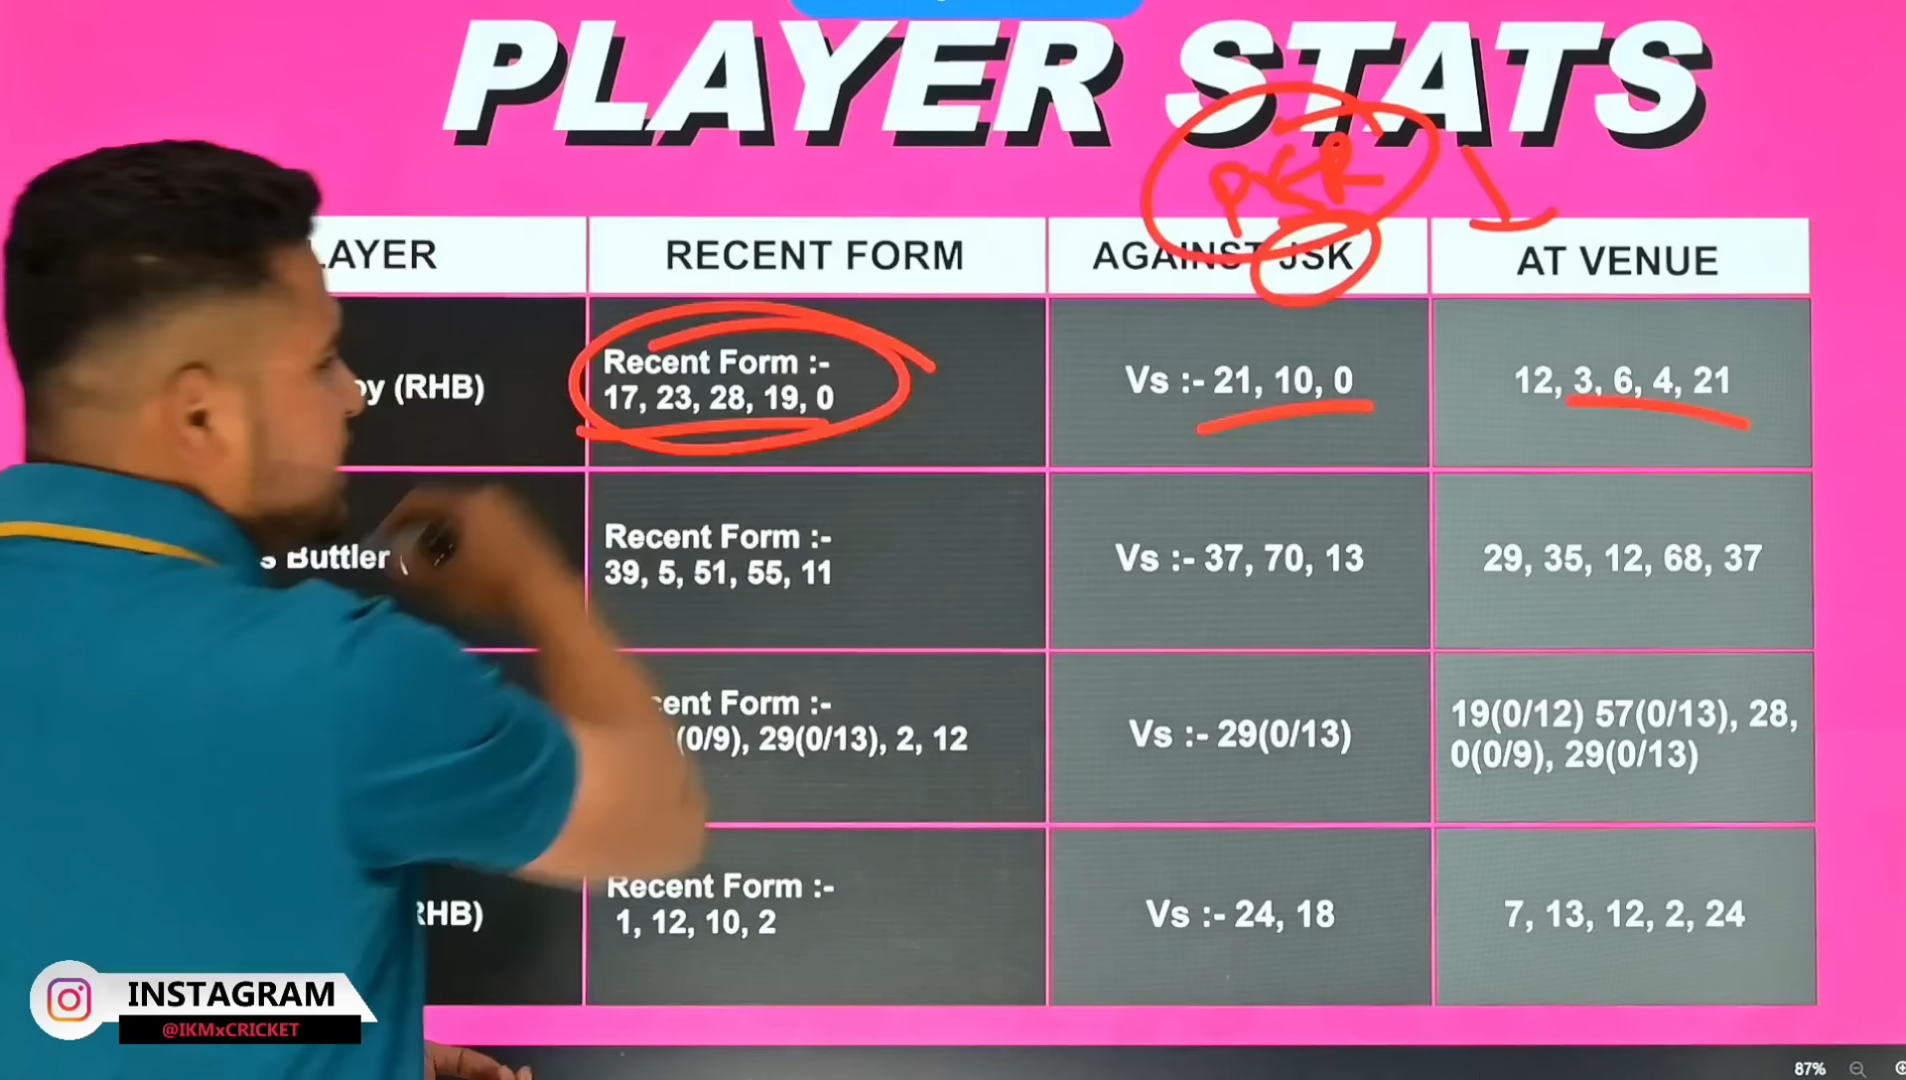 PLAYER STATS
PKR
LAYER
RECENT FORM
AGAINST JSK
AT VENUE
oy (RHB)
Recent Form :-
17, 23, 28, 19, 0
Vs :- 21, 10, 0
12, 3, 6, 4, 21
s Buttler (
Recent Form :-
39, 5, 51, 55, 11
Vs :- 37, 70, 13
29, 35, 12, 68, 37
cent Form :-
(0/9), 29(0/13), 2, 12
Vs :- 29(0/13)
19(0/12) 57(0/13), 28,
0(0/9), 29(0/13)
RHB)
Recent Form :-
1, 12, 10, 2
Vs :- 24, 18
7, 13, 12, 2, 24
INSTAGRAM
@IKMxCRICKET
87%